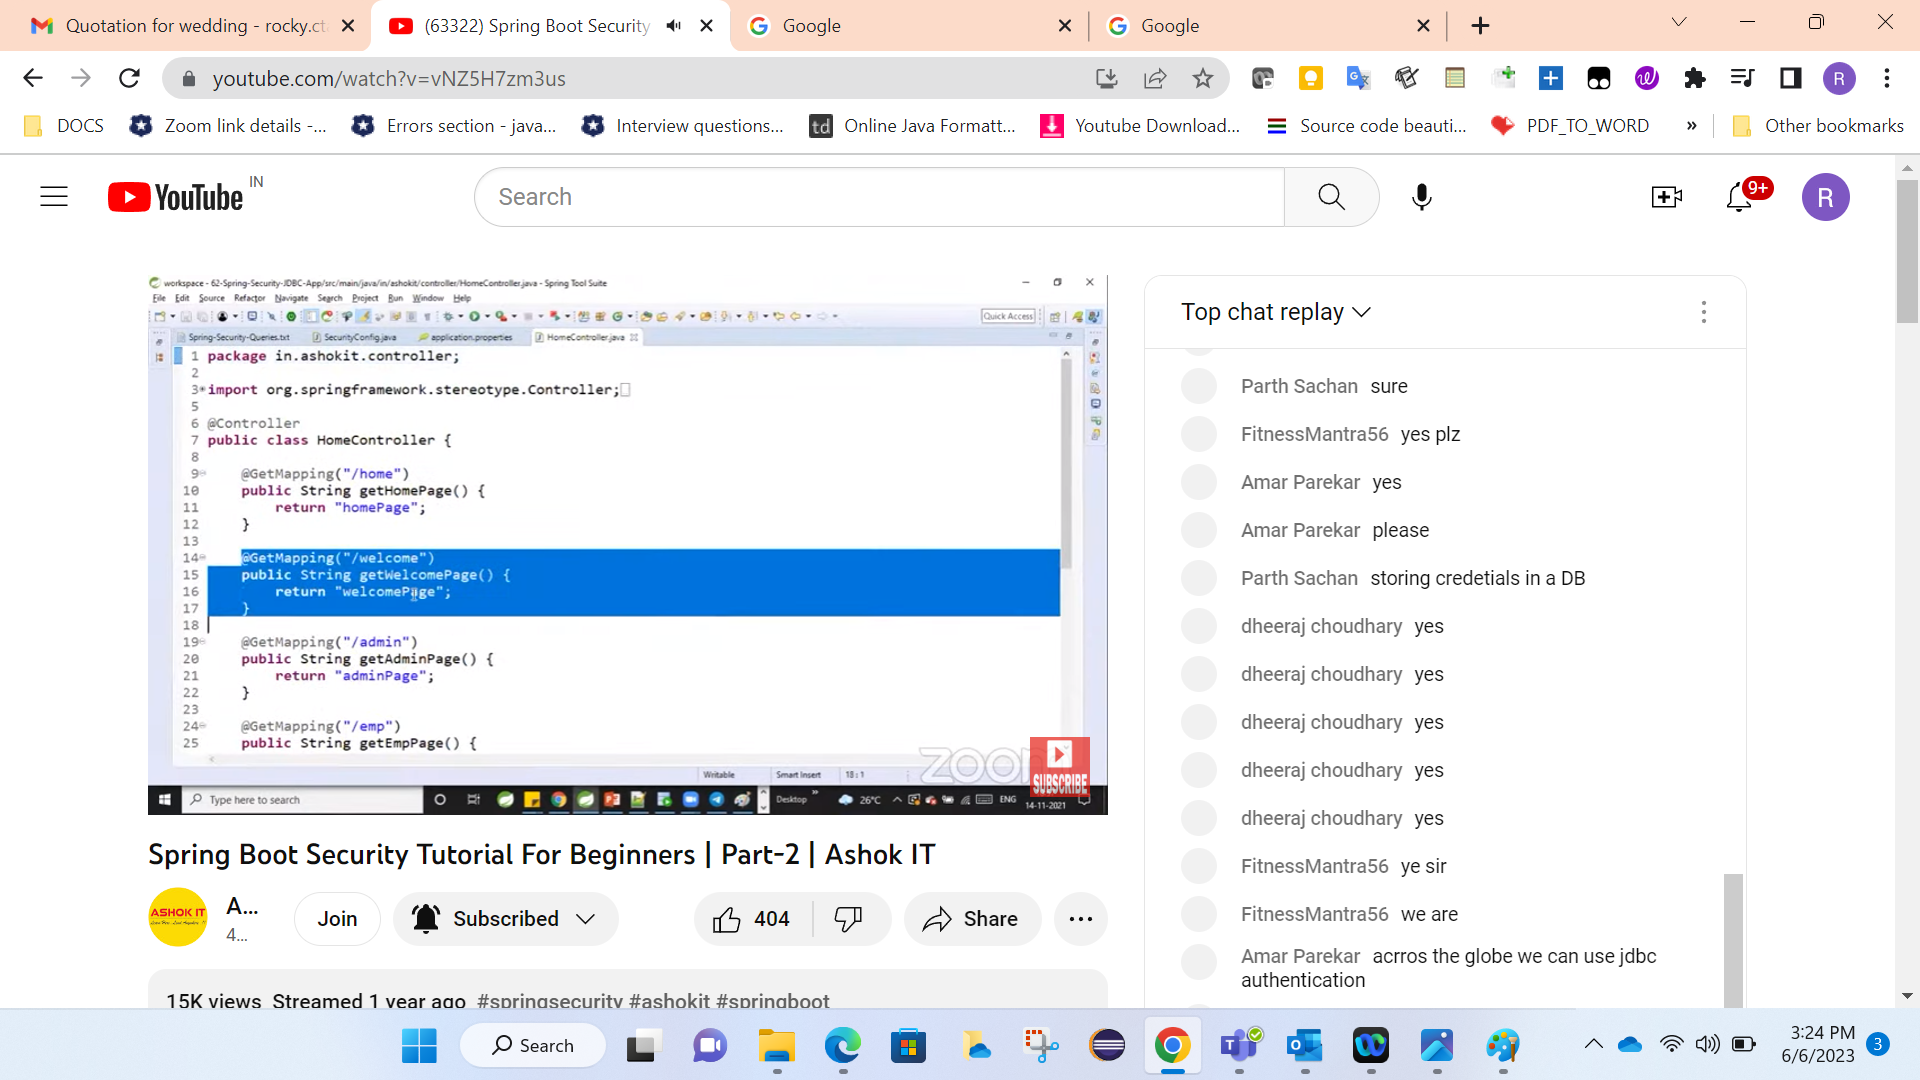 Quotation for wedding - rocky.ct
(63322) Spring Boot Security
Google
Google
youtube.com/watch?v=vNZ5H7zm3us
R
DOCS
Zoom link details -...
Errors section - java...
Interview questions...
td
Online Java Formatt...
Youtube Download...
Source code beauti...
PDF_TO_WORD
»
Other bookmarks
YouTube IN
Search
9+
R
workspace - 62-Spring-Security-JDBC-App/src/main/java/in/ashokit/controller/HomeController.java - Spring Tool Suite
File Edit Source Refactor Navigate Search Project Run Window Help
Quick Access
Spring-Security-Queries.txt SecurityConfig.java application.properties HomeController.java
1 package in.ashokit.controller;
2
3 import org.springframework.stereotype.Controller;
5
6 @Controller
7 public class HomeController {
8
9 @GetMapping("/home")
10 public String getHomePage() {
11 return "homePage";
12 }
13
14 @GetMapping("/welcome")
15 public String getWelcomePage() {
16 return "welcomePage";
17 }
18
19 @GetMapping("/admin")
20 public String getAdminPage() {
21 return "adminPage";
22 }
23
24 @GetMapping("/emp")
25 public String getEmpPage() {
zoom
SUBSCRIBE
Writable Smart Insert 18:1
Type here to search
Desktop
26°C
ENG
14-11-2021
Top chat replay
Parth Sachan sure
FitnessMantra56 yes plz
Amar Parekar yes
Amar Parekar please
Parth Sachan storing credetials in a DB
dheeraj choudhary yes
dheeraj choudhary yes
dheeraj choudhary yes
dheeraj choudhary yes
dheeraj choudhary yes
FitnessMantra56 ye sir
FitnessMantra56 we are
Amar Parekar acrros the globe we can use jdbc
authentication
Spring Boot Security Tutorial For Beginners | Part-2 | Ashok IT
ASHOK IT
A...
4...
Join
Subscribed
404
Share
15K views Streamed 1 year ago #springsecurity #ashokit #springboot
Search
3:24 PM
6/6/2023
3